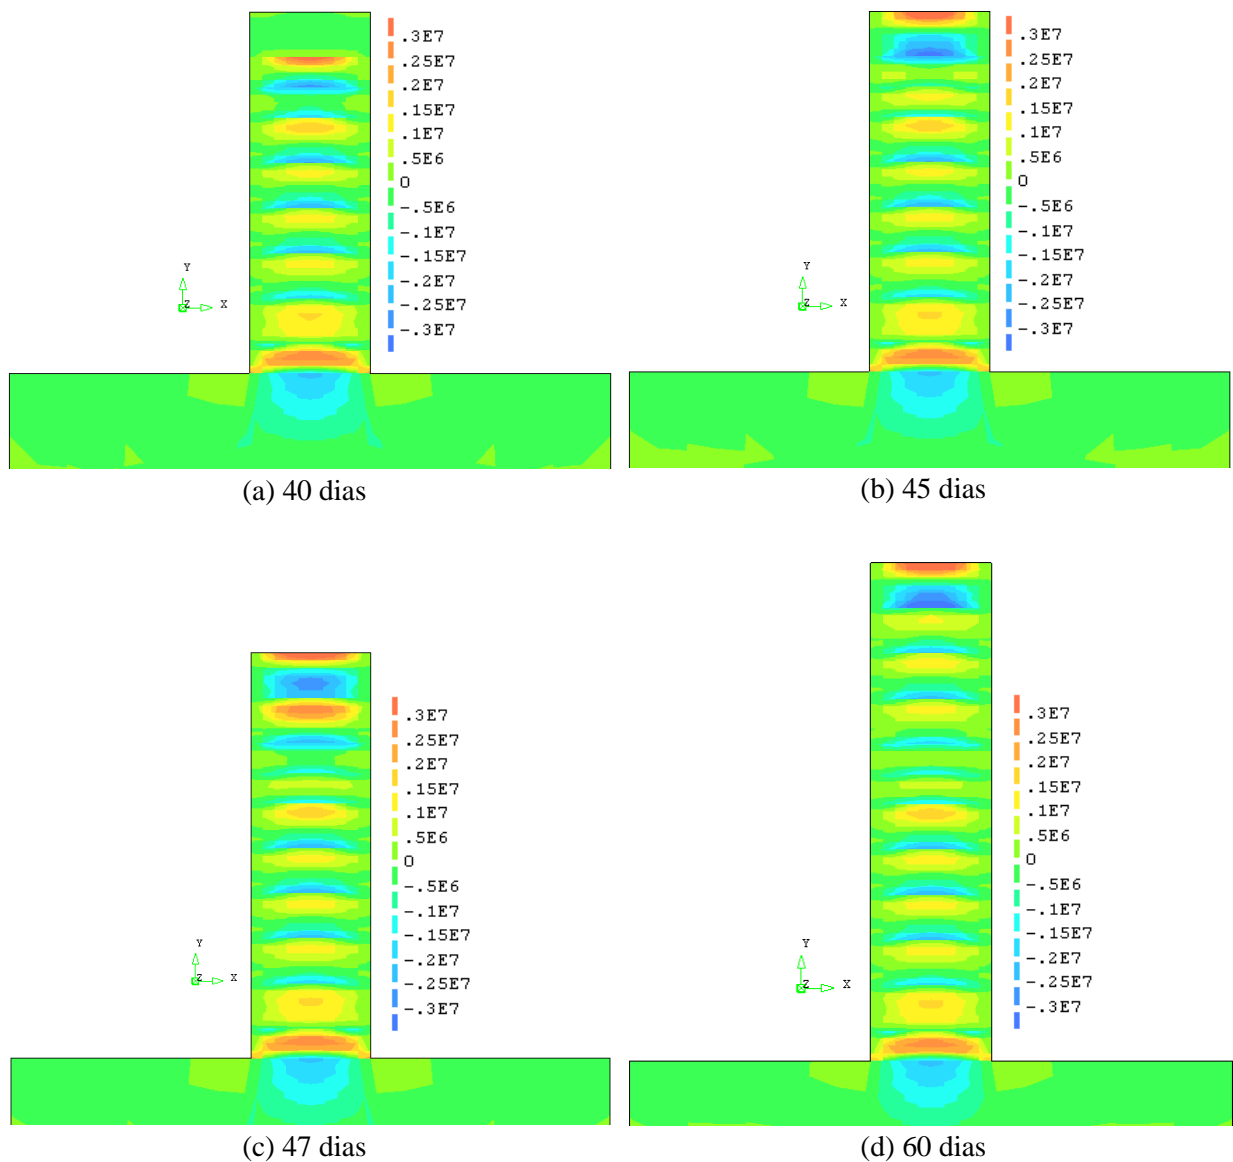 .3E7
.25E7
.2E7
.15E7
.1E7
.5E6
0
-.5E6
-.1E7
-.15E7
-.2E7
-.25E7
-.3E7
Y
Z
X
(a) 40 dias
.3E7
.25E7
.2E7
.15E7
.1E7
.5E6
0
-.5E6
-.1E7
-.15E7
-.2E7
-.25E7
-.3E7
Y
Z
X
(b) 45 dias
.3E7
.25E7
.2E7
.15E7
.1E7
.5E6
0
-.5E6
-.1E7
-.15E7
-.2E7
-.25E7
-.3E7
Y
Z
X
(c) 47 dias
.3E7
.25E7
.2E7
.15E7
.1E7
.5E6
0
-.5E6
-.1E7
-.15E7
-.2E7
-.25E7
-.3E7
Y
Z
X
(d) 60 dias